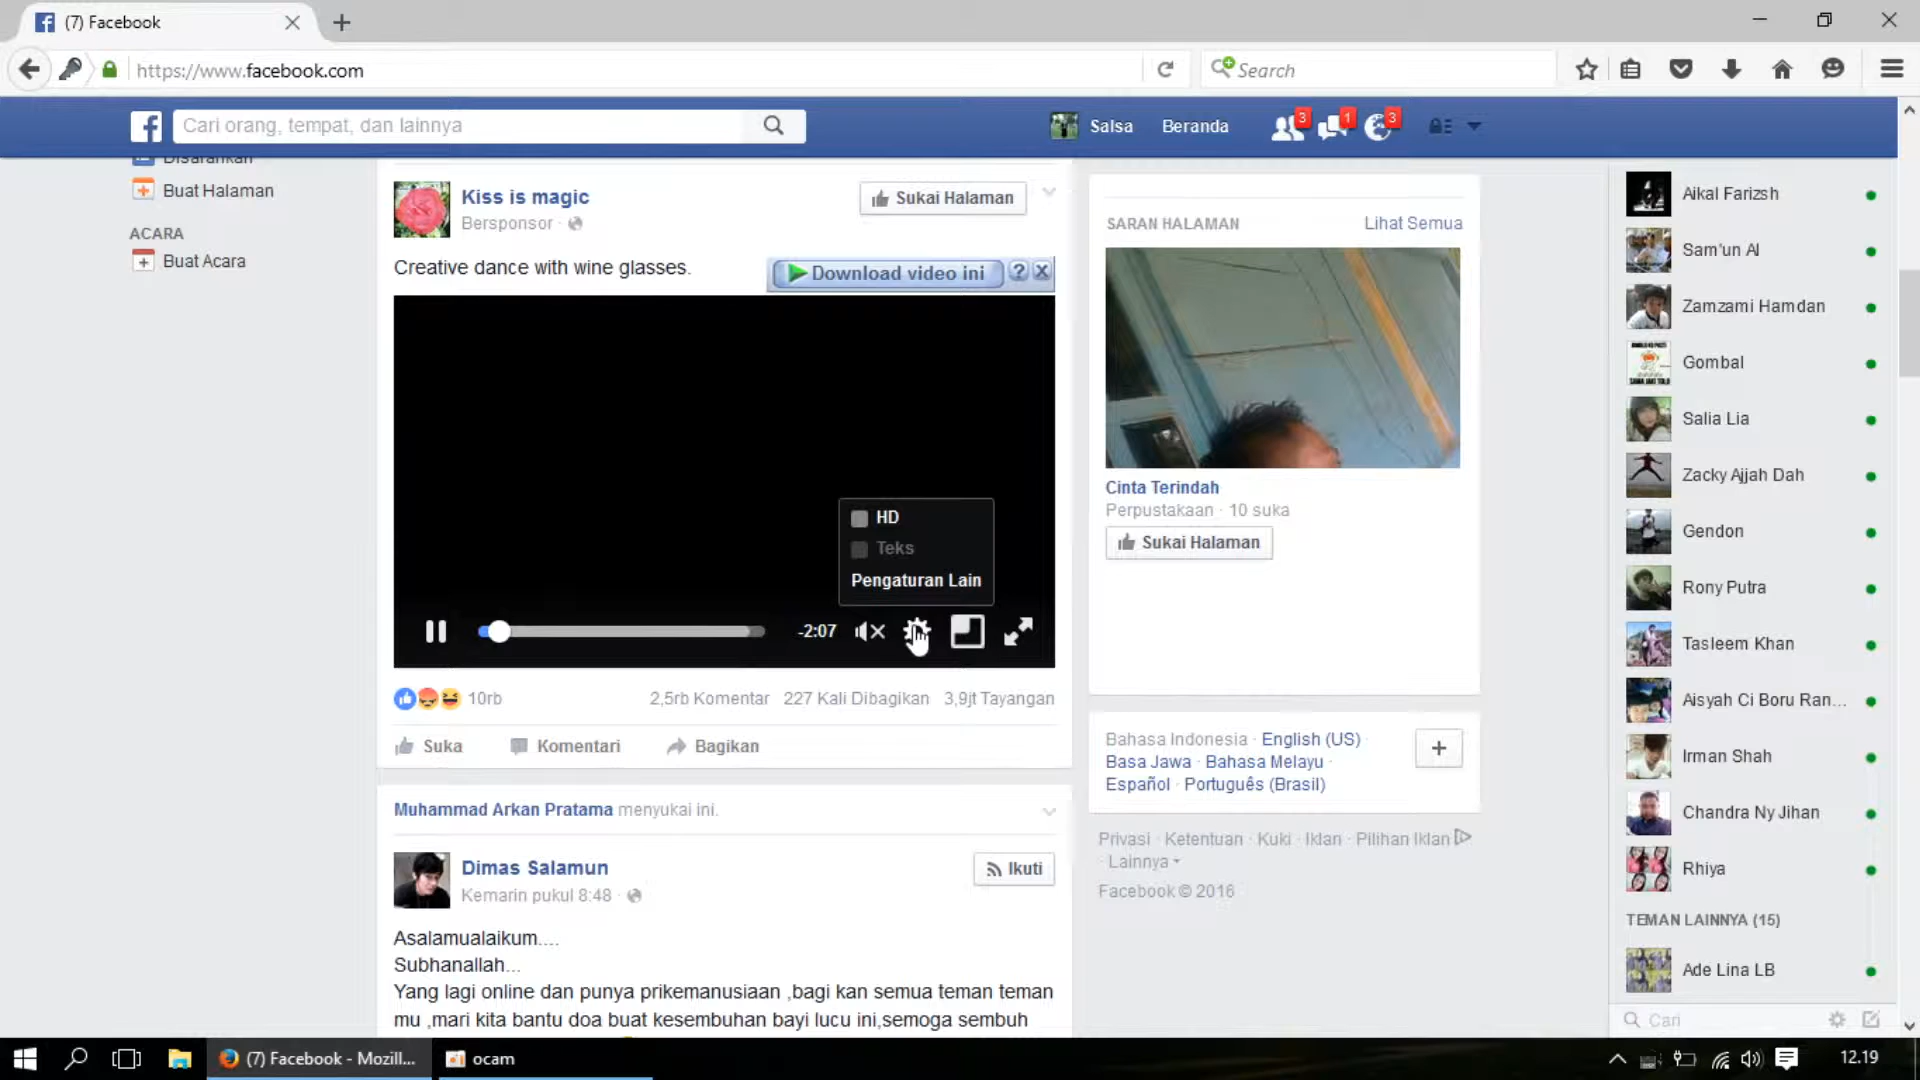 (7) Facebook
https://www.facebook.com
Search
Cari orang, tempat, dan lainnya
Salsa
Beranda
3
1
3
Disarankan
Buat Halaman
ACARA
Buat Acara
Kiss is magic
Bersponsor ·
Sukai Halaman
Creative dance with wine glasses.
Download video ini
?
X
HD
Teks
Pengaturan Lain
-2:07
10rb
2,5rb Komentar 227 Kali Dibagikan 3,9jt Tayangan
Suka
Komentari
Bagikan
Muhammad Arkan Pratama menyukai ini.
Dimas Salamun
Kemarin pukul 8:48 ·
Ikuti
Asalamualaikum....
Subhanallah...
Yang lagi online dan punya prikemanusiaan ,bagi kan semua teman teman
mu ,mari kita bantu doa buat kesembuhan bayi lucu ini,semoga sembuh
SARAN HALAMAN
Lihat Semua
Cinta Terindah
Perpustakaan · 10 suka
Sukai Halaman
Bahasa Indonesia · English (US) ·
Basa Jawa · Bahasa Melayu ·
Español · Português (Brasil)
Privasi · Ketentuan · Kuki · Iklan · Pilihan Iklan
· Lainnya
Facebook © 2016
Aikal Farizsh
Sam'un Al
Zamzami Hamdan
Gombal
Salia Lia
Zacky Ajjah Dah
Gendon
Rony Putra
Tasleem Khan
Aisyah Ci Boru Ran...
Irman Shah
Chandra Ny Jihan
Rhiya
TEMAN LAINNYA (15)
Ade Lina LB
Cari
(7) Facebook - Mozill...
ocam
12.19